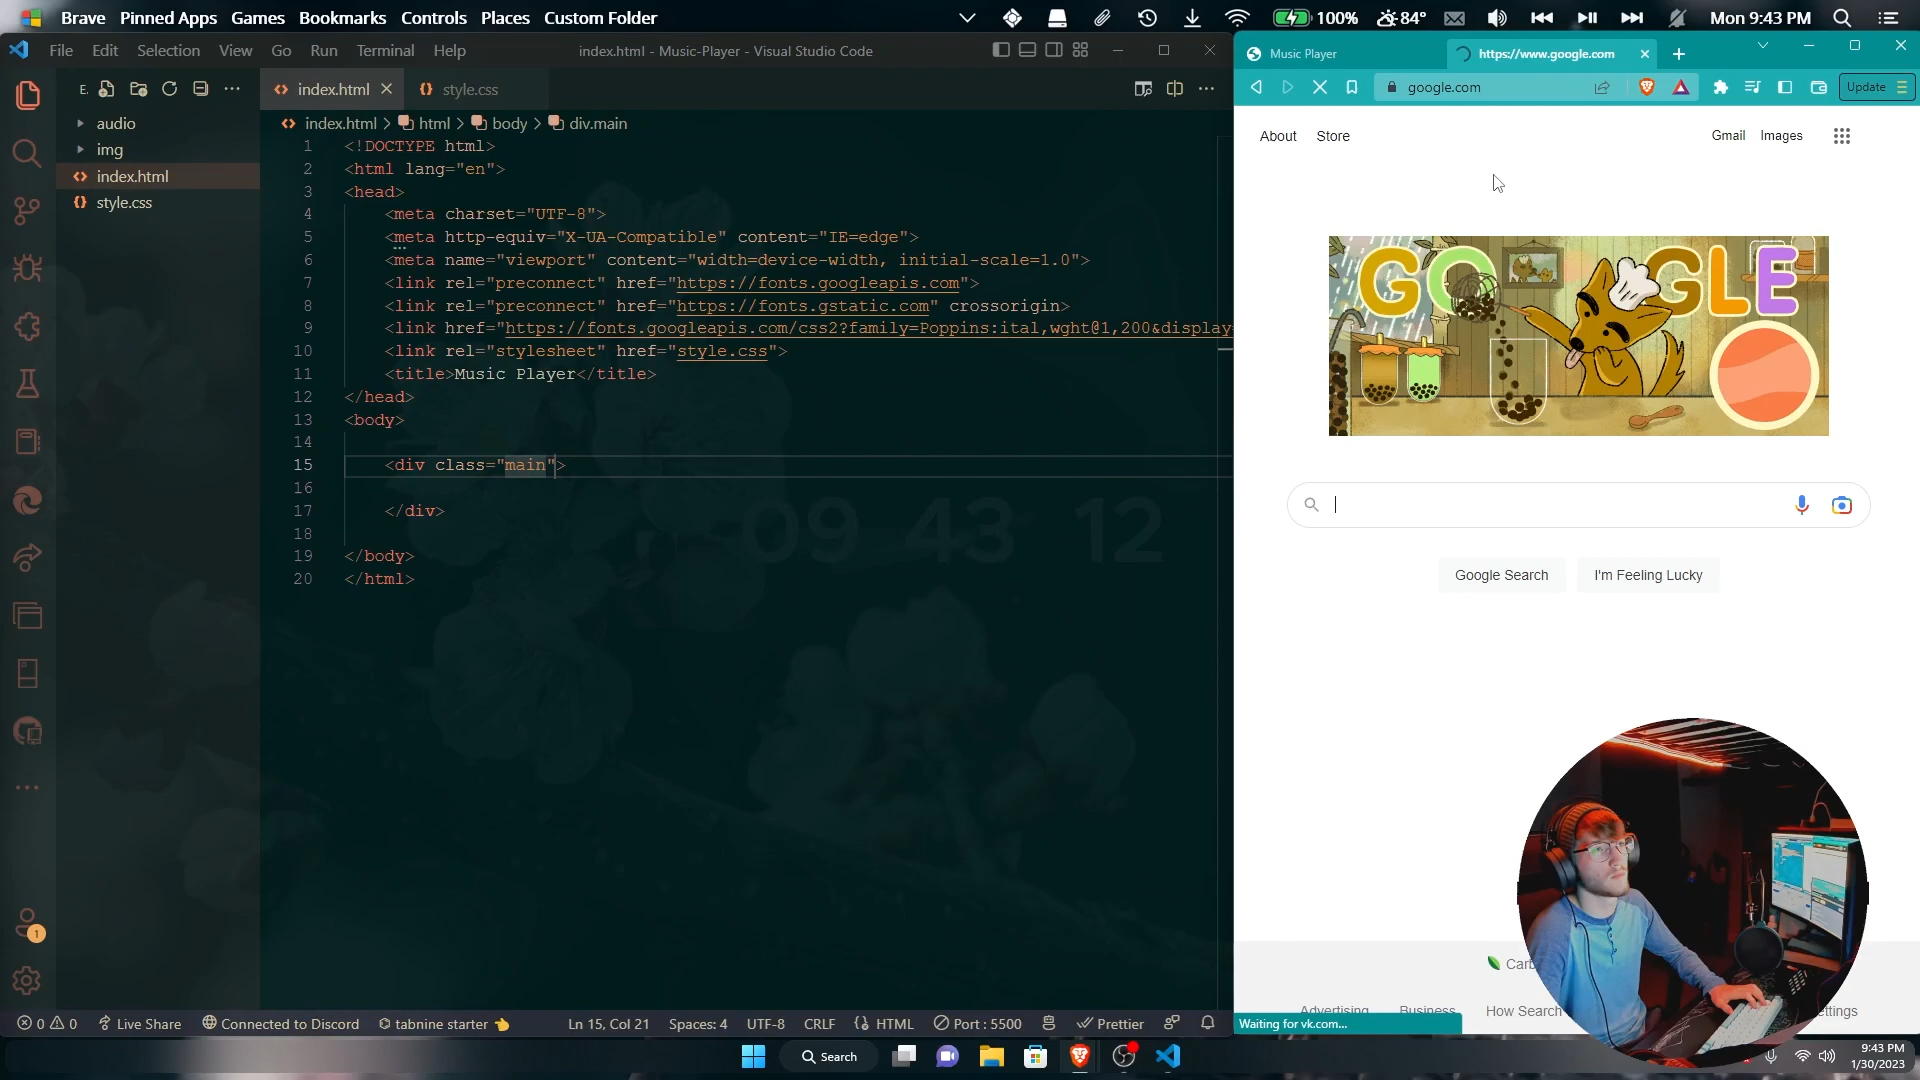 Brave Pinned Apps Games Bookmarks Controls Places Custom Folder
100% 84° Mon 9:43 PM
File Edit Selection View Go Run Terminal Help
index.html - Music-Player - Visual Studio Code
E.
audio
img
index.html
style.css
index.html style.css
index.html > html > body > div.main
1 <!DOCTYPE html>
2 <html lang="en">
3 <head>
4 <meta charset="UTF-8">
5 <meta http-equiv="X-UA-Compatible" content="IE=edge">
6 <meta name="viewport" content="width=device-width, initial-scale=1.0">
7 <link rel="preconnect" href="https://fonts.googleapis.com">
8 <link rel="preconnect" href="https://fonts.gstatic.com" crossorigin>
9 <link href="https://fonts.googleapis.com/css2?family=Poppins:ital,wght@1,200&display=
10 <link rel="stylesheet" href="style.css">
11 <title>Music Player</title>
12 </head>
13 <body>
14
15 <div class="main">
16
17 </div>
18
19 </body>
20 </html>
09 43 12
1
0 0 Live Share Connected to Discord tabnine starter
Ln 15, Col 21 Spaces: 4 UTF-8 CRLF HTML Port : 5500 Prettier
Music Player
https://www.google.com
google.com
Update
About Store
Gmail Images
GOOGLE
Google Search I'm Feeling Lucky
Carb
Advertising Business How Search ettings
Waiting for vk.com...
Search
9:43 PM
1/30/2023